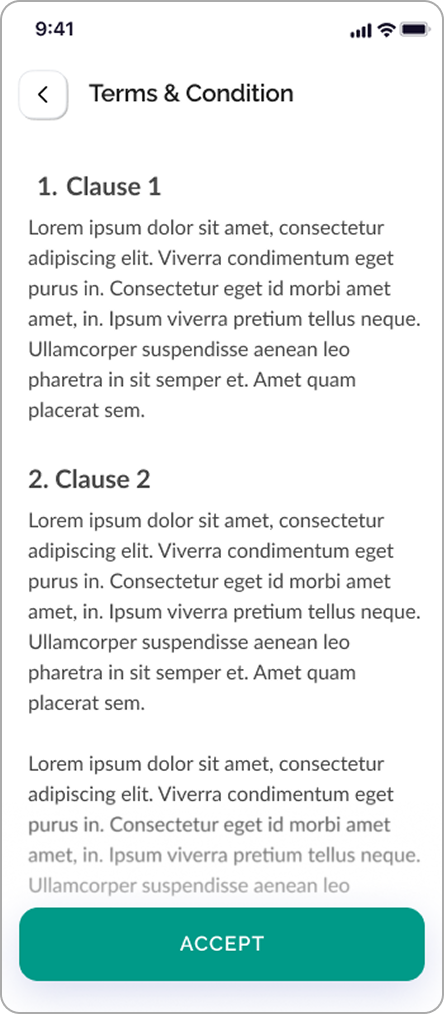 9:41
Terms & Condition
1. Clause 1
Lorem ipsum dolor sit amet, consectetur
adipiscing elit. Viverra condimentum eget
purus in. Consectetur eget id morbi amet
amet, in. Ipsum viverra pretium tellus neque.
Ullamcorper suspendisse aenean leo
pharetra in sit semper et. Amet quam
placerat sem.
2. Clause 2
Lorem ipsum dolor sit amet, consectetur
adipiscing elit. Viverra condimentum eget
purus in. Consectetur eget id morbi amet
amet, in. Ipsum viverra pretium tellus neque.
Ullamcorper suspendisse aenean leo
pharetra in sit semper et. Amet quam
placerat sem.
Lorem ipsum dolor sit amet, consectetur
adipiscing elit. Viverra condimentum eget
purus in. Consectetur eget id morbi amet
amet, in. Ipsum viverra pretium tellus neque.
Ullamcorper suspendisse aenean leo
ACCEPT